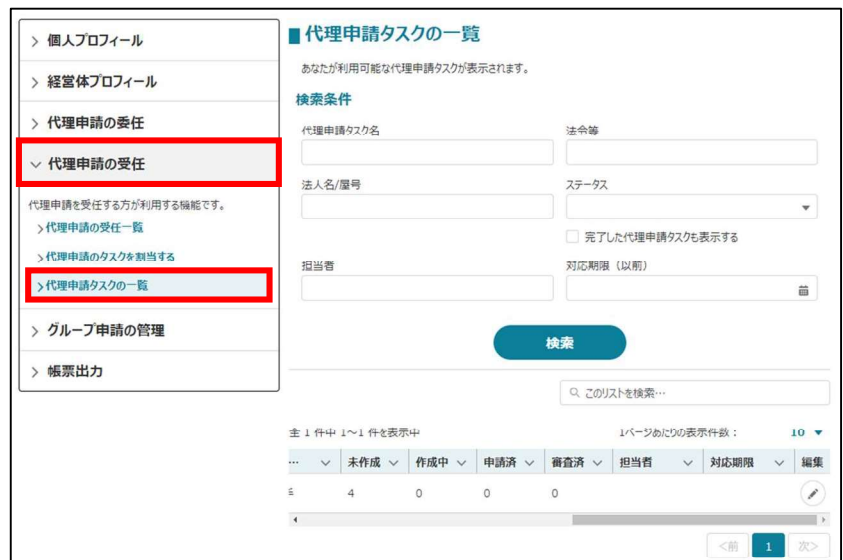 > 個人プロフィール
> 経営体プロフィール
> 代理申請の委任
代理申請の受任
代理申請を受任する方が利用する機能です。
>代理申請の受任一覧
>代理申請のタスクを割当する
>代理申請タスクの一覧
> グループ申請の管理
> 帳票出力
■代理申請タスクの一覧
あなたが利用可能な代理申請タスクが表示されます。
検索条件
代理申請タスク名 法令等
法人名/屋号 ステータス
完了した代理申請タスクも表示する
担当者 対応期限（以前）
検索
このリストを検索…
全 1 件中 1～1 件を表示中 1ページあたりの表示件数： 10
… 未作成 作成中 申請済 審査済 担当者 対応期限 編集
4 0 0 0
<前 1 次>